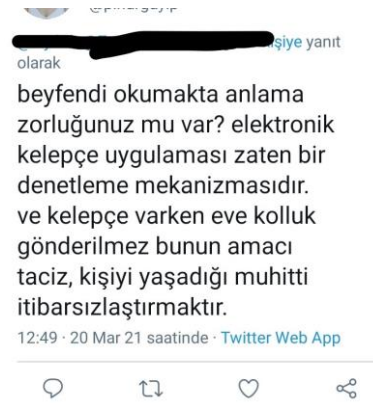 şiye yanıt
olarak
beyfendi okumakta anlama
zorluğunuz mu var? elektronik
kelepçe uygulaması zaten bir
denetleme mekanizmasıdır.
ve kelepçe varken eve kolluk
gönderilmez bunun amacı
taciz, kişiyi yaşadığı muhitti
itibarsızlaştırmaktır.
12:49 · 20 Mar 21 saatinde · Twitter Web App